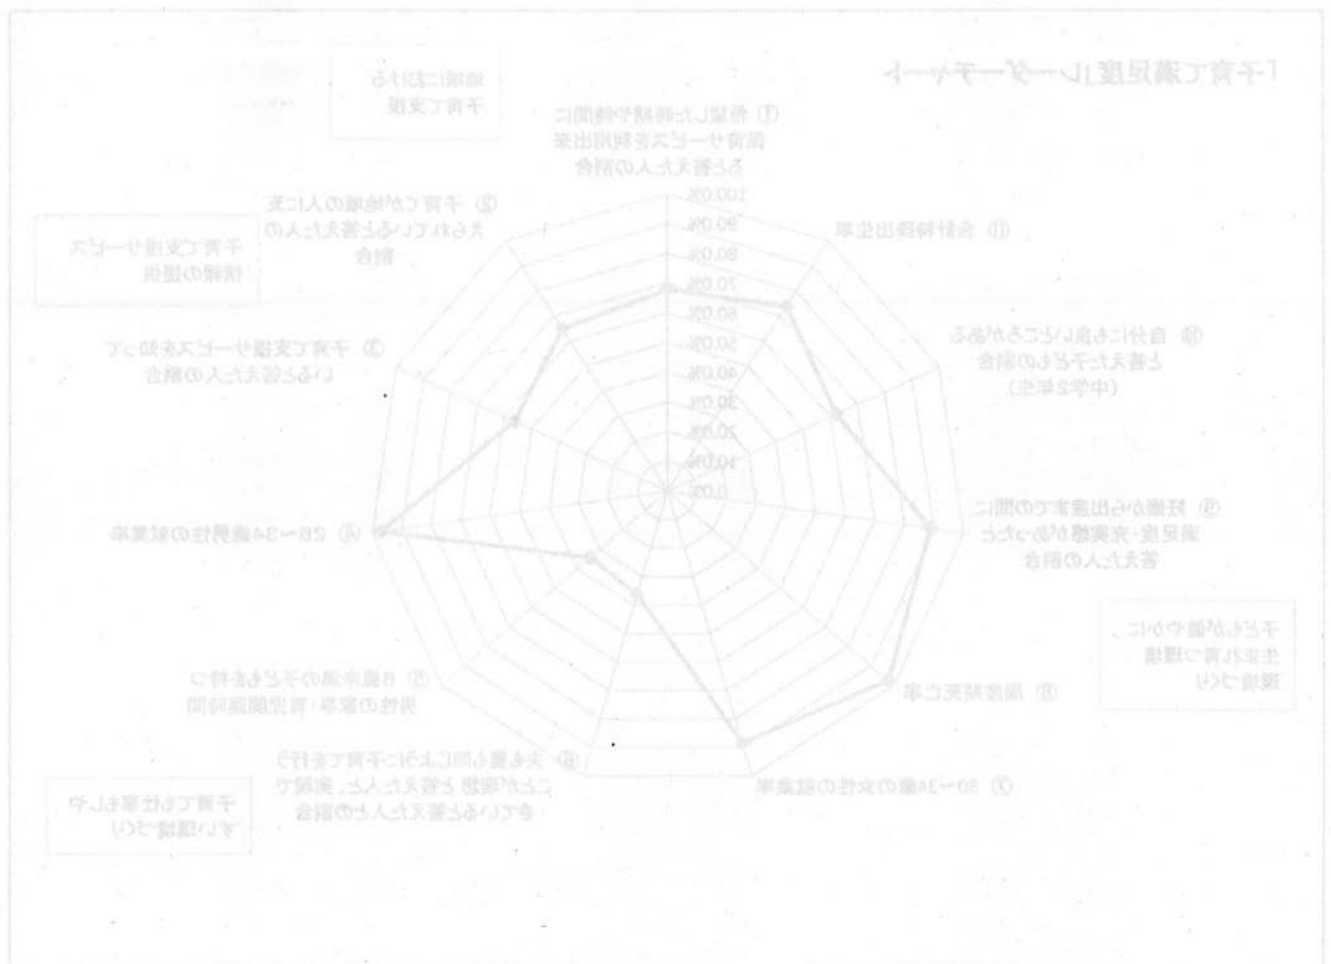 「子育て満足度」レーダーチャート
地域における
子育て支援
① 希望した時期や時間に
保育サービスを利用出来
ると答えた人の割合
② 子育てが地域の人に支
えられていると答えた人の
割合
子育て支援サービス
情報の提供
③ 子育て支援サービスを知って
いると答えた人の割合
④ 26～34歳男性の就業率
⑤ 6歳未満の子どもを持つ
男性の家事・育児関連時間
⑥ 夫も妻も同じように子育てを行う
ことが理想と答えた人と、実現で
きていると答えた人との割合
子育ても仕事もしや
すい環境づくり
⑦ 30～34歳の女性の就業率
⑧ 周産期死亡率
子どもが健やかに、
生まれ育つ環境
環境づくり
⑨ 妊娠から出産までの間に
満足度・充実感があったと
答えた人の割合
⑩ 自分にも良いところがある
と答えた子どもの割合
（中学2年生）
⑪ 合計特殊出生率
100.0%
90.0%
80.0%
70.0%
60.0%
50.0%
40.0%
30.0%
20.0%
10.0%
0.0%